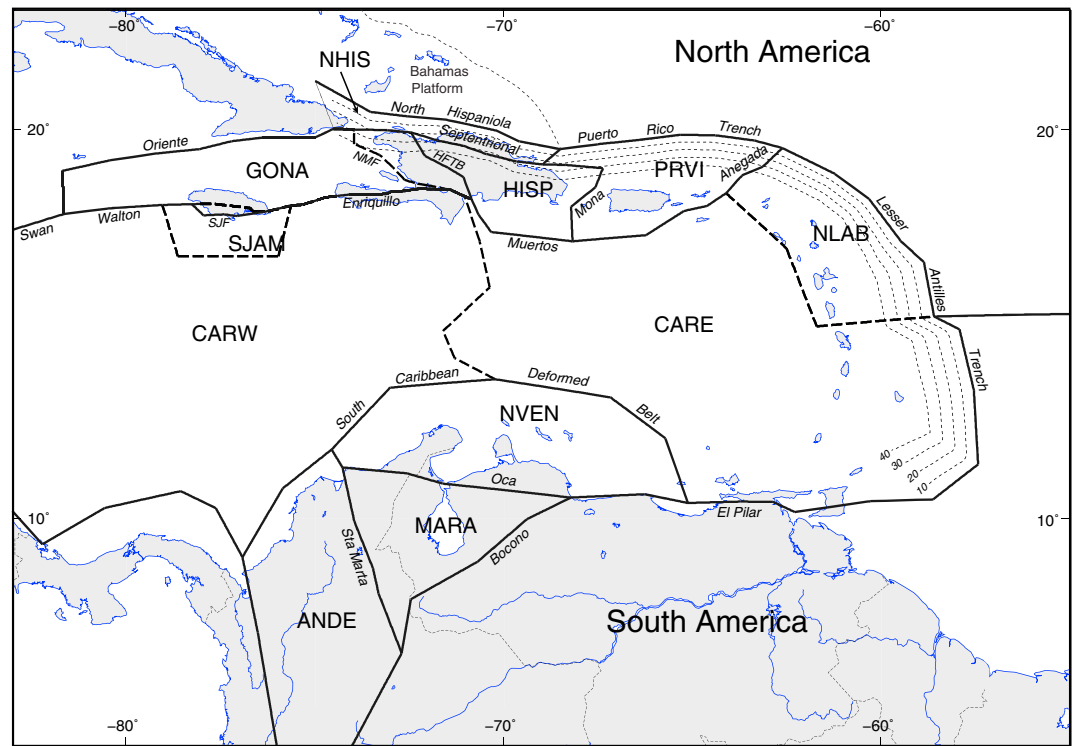 −80˚
−70˚
−60˚
North America
NHIS
Bahamas
Platform
20˚
20˚
North
Hispaniola
Septentrional
Puerto
Rico
Trench
Oriente
GONA
NMF
HFTB
HISP
PRVI
Anegada
Mona
Enriquillo
Walton
Swan
SJF
SJAM
Muertos
NLAB
Lesser
Antilles
Trench
CARW
CARE
Caribbean
Deformed
South
Belt
NVEN
40
30
20
10
Oca
10˚
10˚
El Pilar
MARA
Bocono
Sta Marta
ANDE
South America
−80˚
−70˚
−60˚